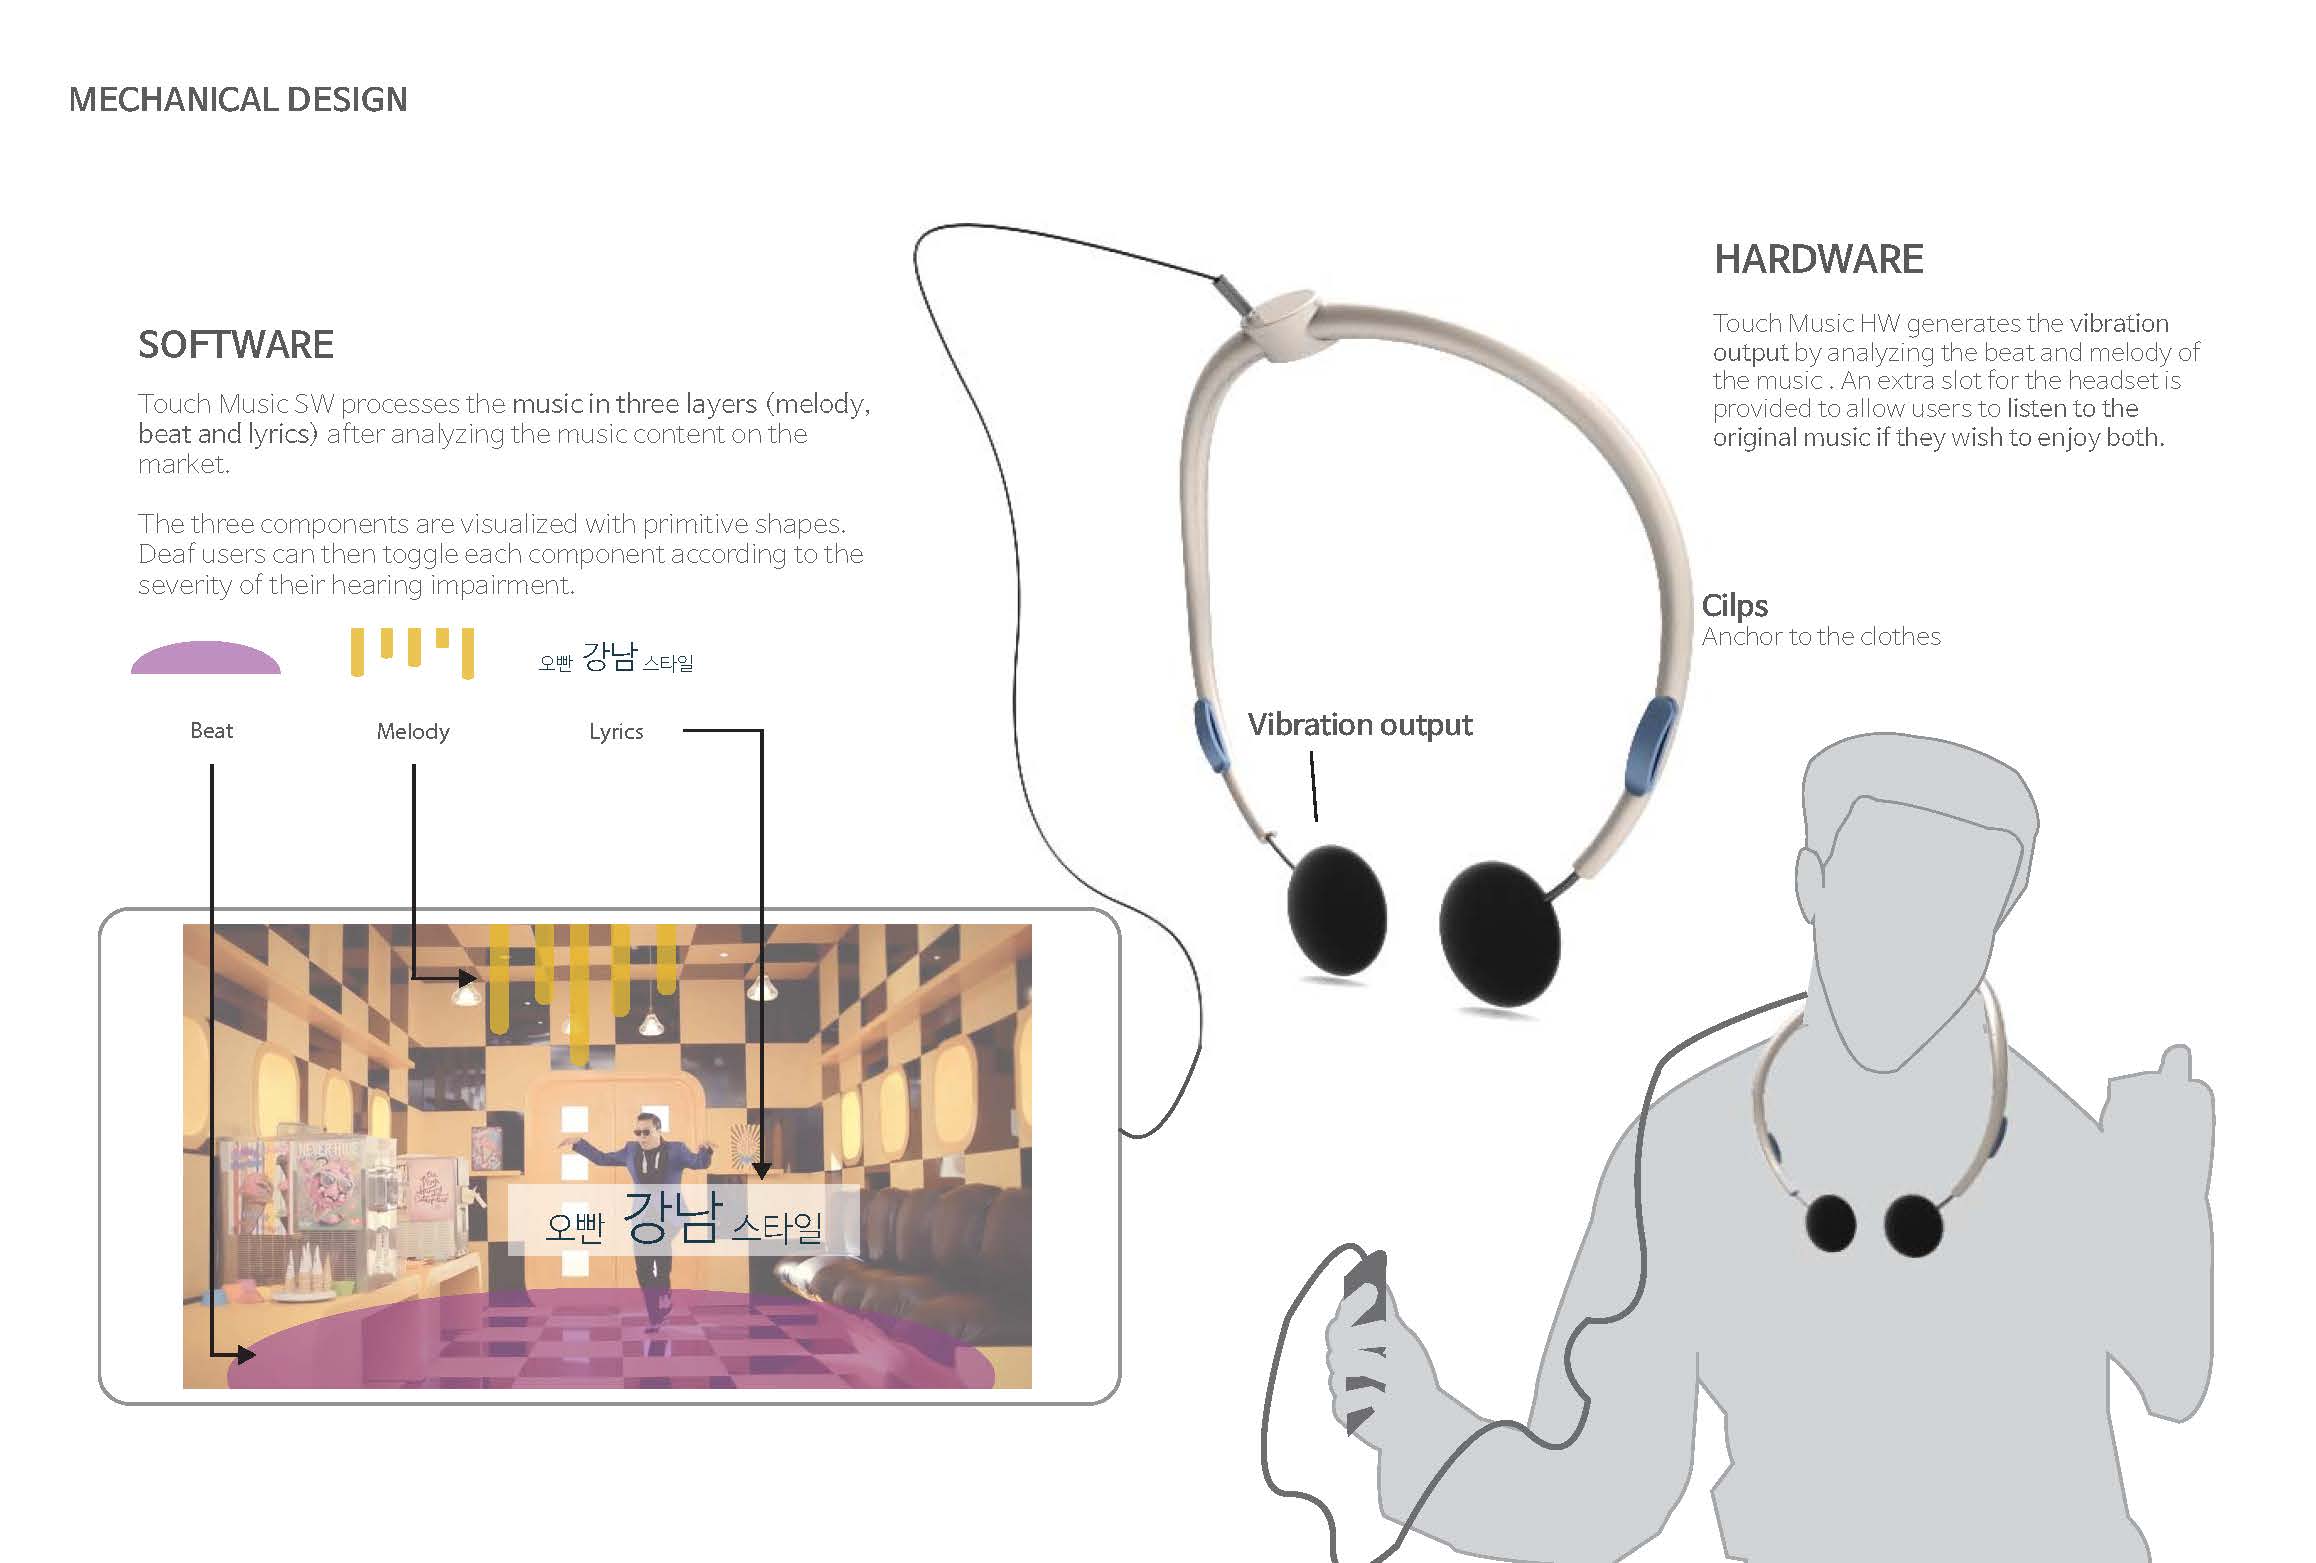 MECHANICAL DESIGN
SOFTWARE
Touch Music SW processes the music in three layers (melody,
beat and lyrics) after analyzing the music content on the
market.
The three components are visualized with primitive shapes.
Deaf users can then toggle each component according to the
severity of their hearing impairment.
오빤 강남 스타일
Beat
Melody
Lyrics
NEVER HIDE
오빤 강남 스타일
HARDWARE
Touch Music HW generates the vibration
output by analyzing the beat and melody of
the music . An extra slot for the headset is
provided to allow users to listen to the
original music if they wish to enjoy both.
Cilps
Anchor to the clothes
Vibration output